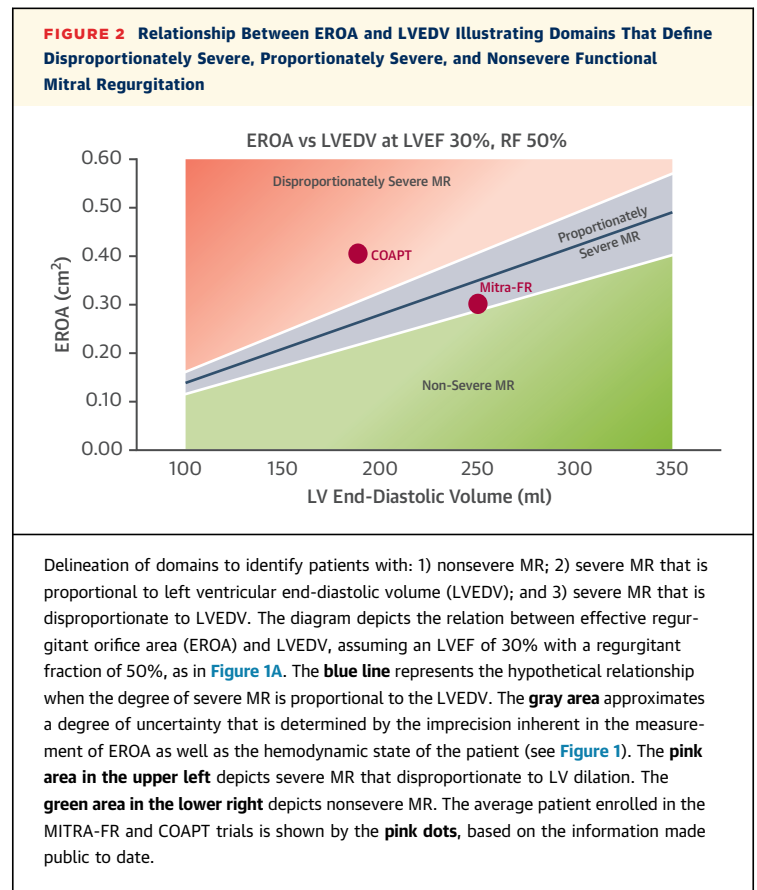 FIGURE 2 Relationship Between EROA and LVEDV Illustrating Domains That Define
Disproportionately Severe, Proportionately Severe, and Nonsevere Functional
Mitral Regurgitation
EROA vs LVEDV at LVEF 30%, RF 50%
0.60
0.50
0.40
0.30
0.20
0.10
0.00
EROA (cm²)
Disproportionately Severe MR
Proportionately
Severe MR
COAPT
Mitra-FR
Non-Severe MR
100 150 200 250 300 350
LV End-Diastolic Volume (ml)
Delineation of domains to identify patients with: 1) nonsevere MR; 2) severe MR that is
proportional to left ventricular end-diastolic volume (LVEDV); and 3) severe MR that is
disproportionate to LVEDV. The diagram depicts the relation between effective regur-
gitant orifice area (EROA) and LVEDV, assuming an LVEF of 30% with a regurgitant
fraction of 50%, as in Figure 1A. The blue line represents the hypothetical relationship
when the degree of severe MR is proportional to the LVEDV. The gray area approximates
a degree of uncertainty that is determined by the imprecision inherent in the measure-
ment of EROA as well as the hemodynamic state of the patient (see Figure 1). The pink
area in the upper left depicts severe MR that disproportionate to LV dilation. The
green area in the lower right depicts nonsevere MR. The average patient enrolled in the
MITRA-FR and COAPT trials is shown by the pink dots, based on the information made
public to date.